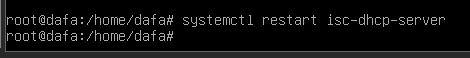 root@dafa:/home/dafa# systemctl restart isc-dhcp-server
root@dafa:/home/dafa#